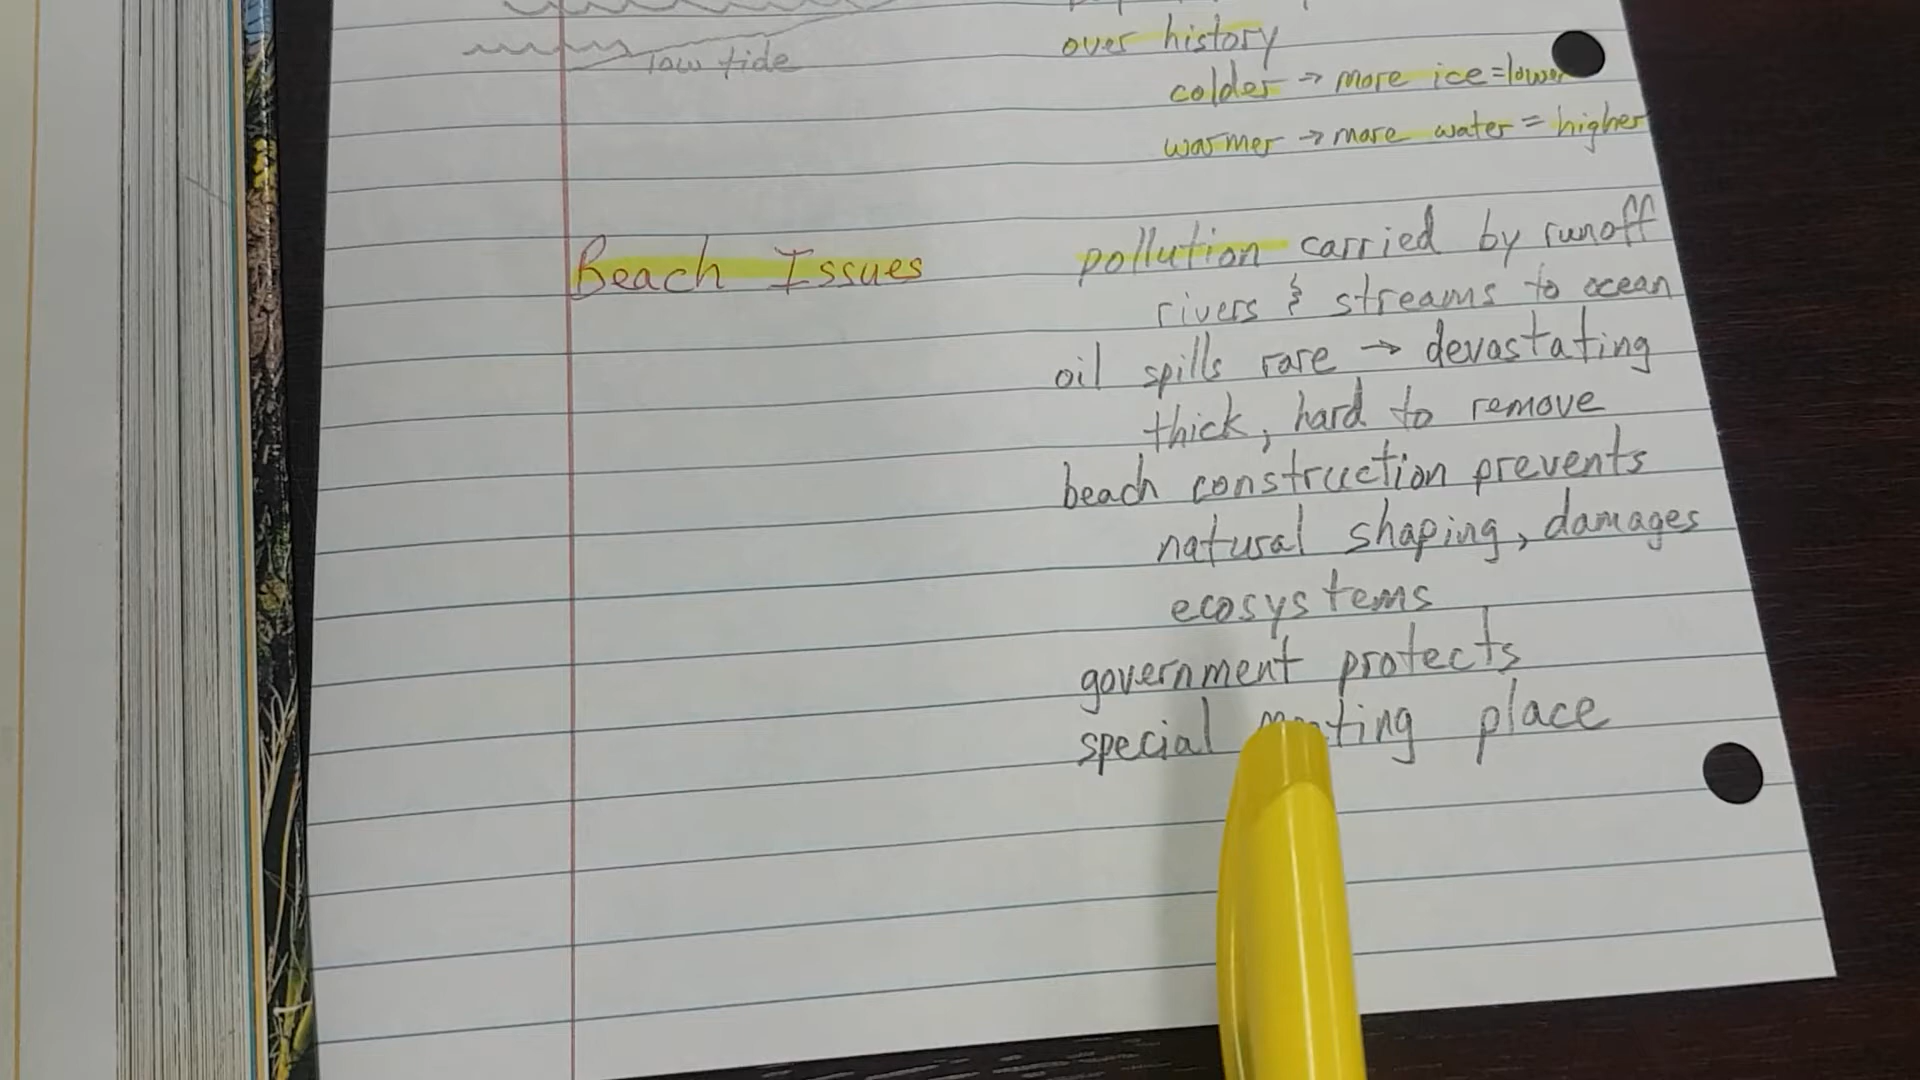 low tide
over history
colder → more ice = lower
warmer → more water = higher
Beach Issues
pollution carried by runoff
rivers & streams to ocean
oil spills rare → devastating
thick, hard to remove
beach construction prevents
natural shaping, damages
ecosystems
government protects
special place